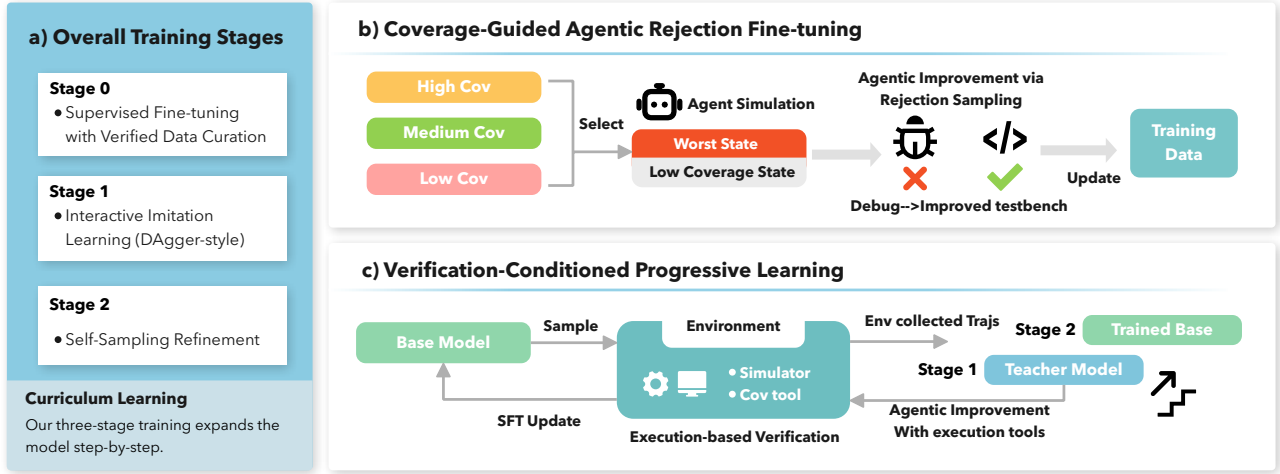 a) Overall Training Stages
Stage 0
• Supervised Fine-tuning
with Verified Data Curation
Stage 1
• Interactive Imitation
Learning (DAgger-style)
Stage 2
• Self-Sampling Refinement
Curriculum Learning
Our three-stage training expands the
model step-by-step.
b) Coverage-Guided Agentic Rejection Fine-tuning
High Cov
Medium Cov
Low Cov
Select
Agent Simulation
Worst State
Low Coverage State
Agentic Improvement via
Rejection Sampling
</>
Debug-->Improved testbench
Update
Training
Data
c) Verification-Conditioned Progressive Learning
Base Model
Sample
SFT Update
Environment
• Simulator
• Cov tool
Execution-based Verification
Env collected Trajs
Stage 2
Trained Base
Stage 1
Teacher Model
Agentic Improvement
With execution tools